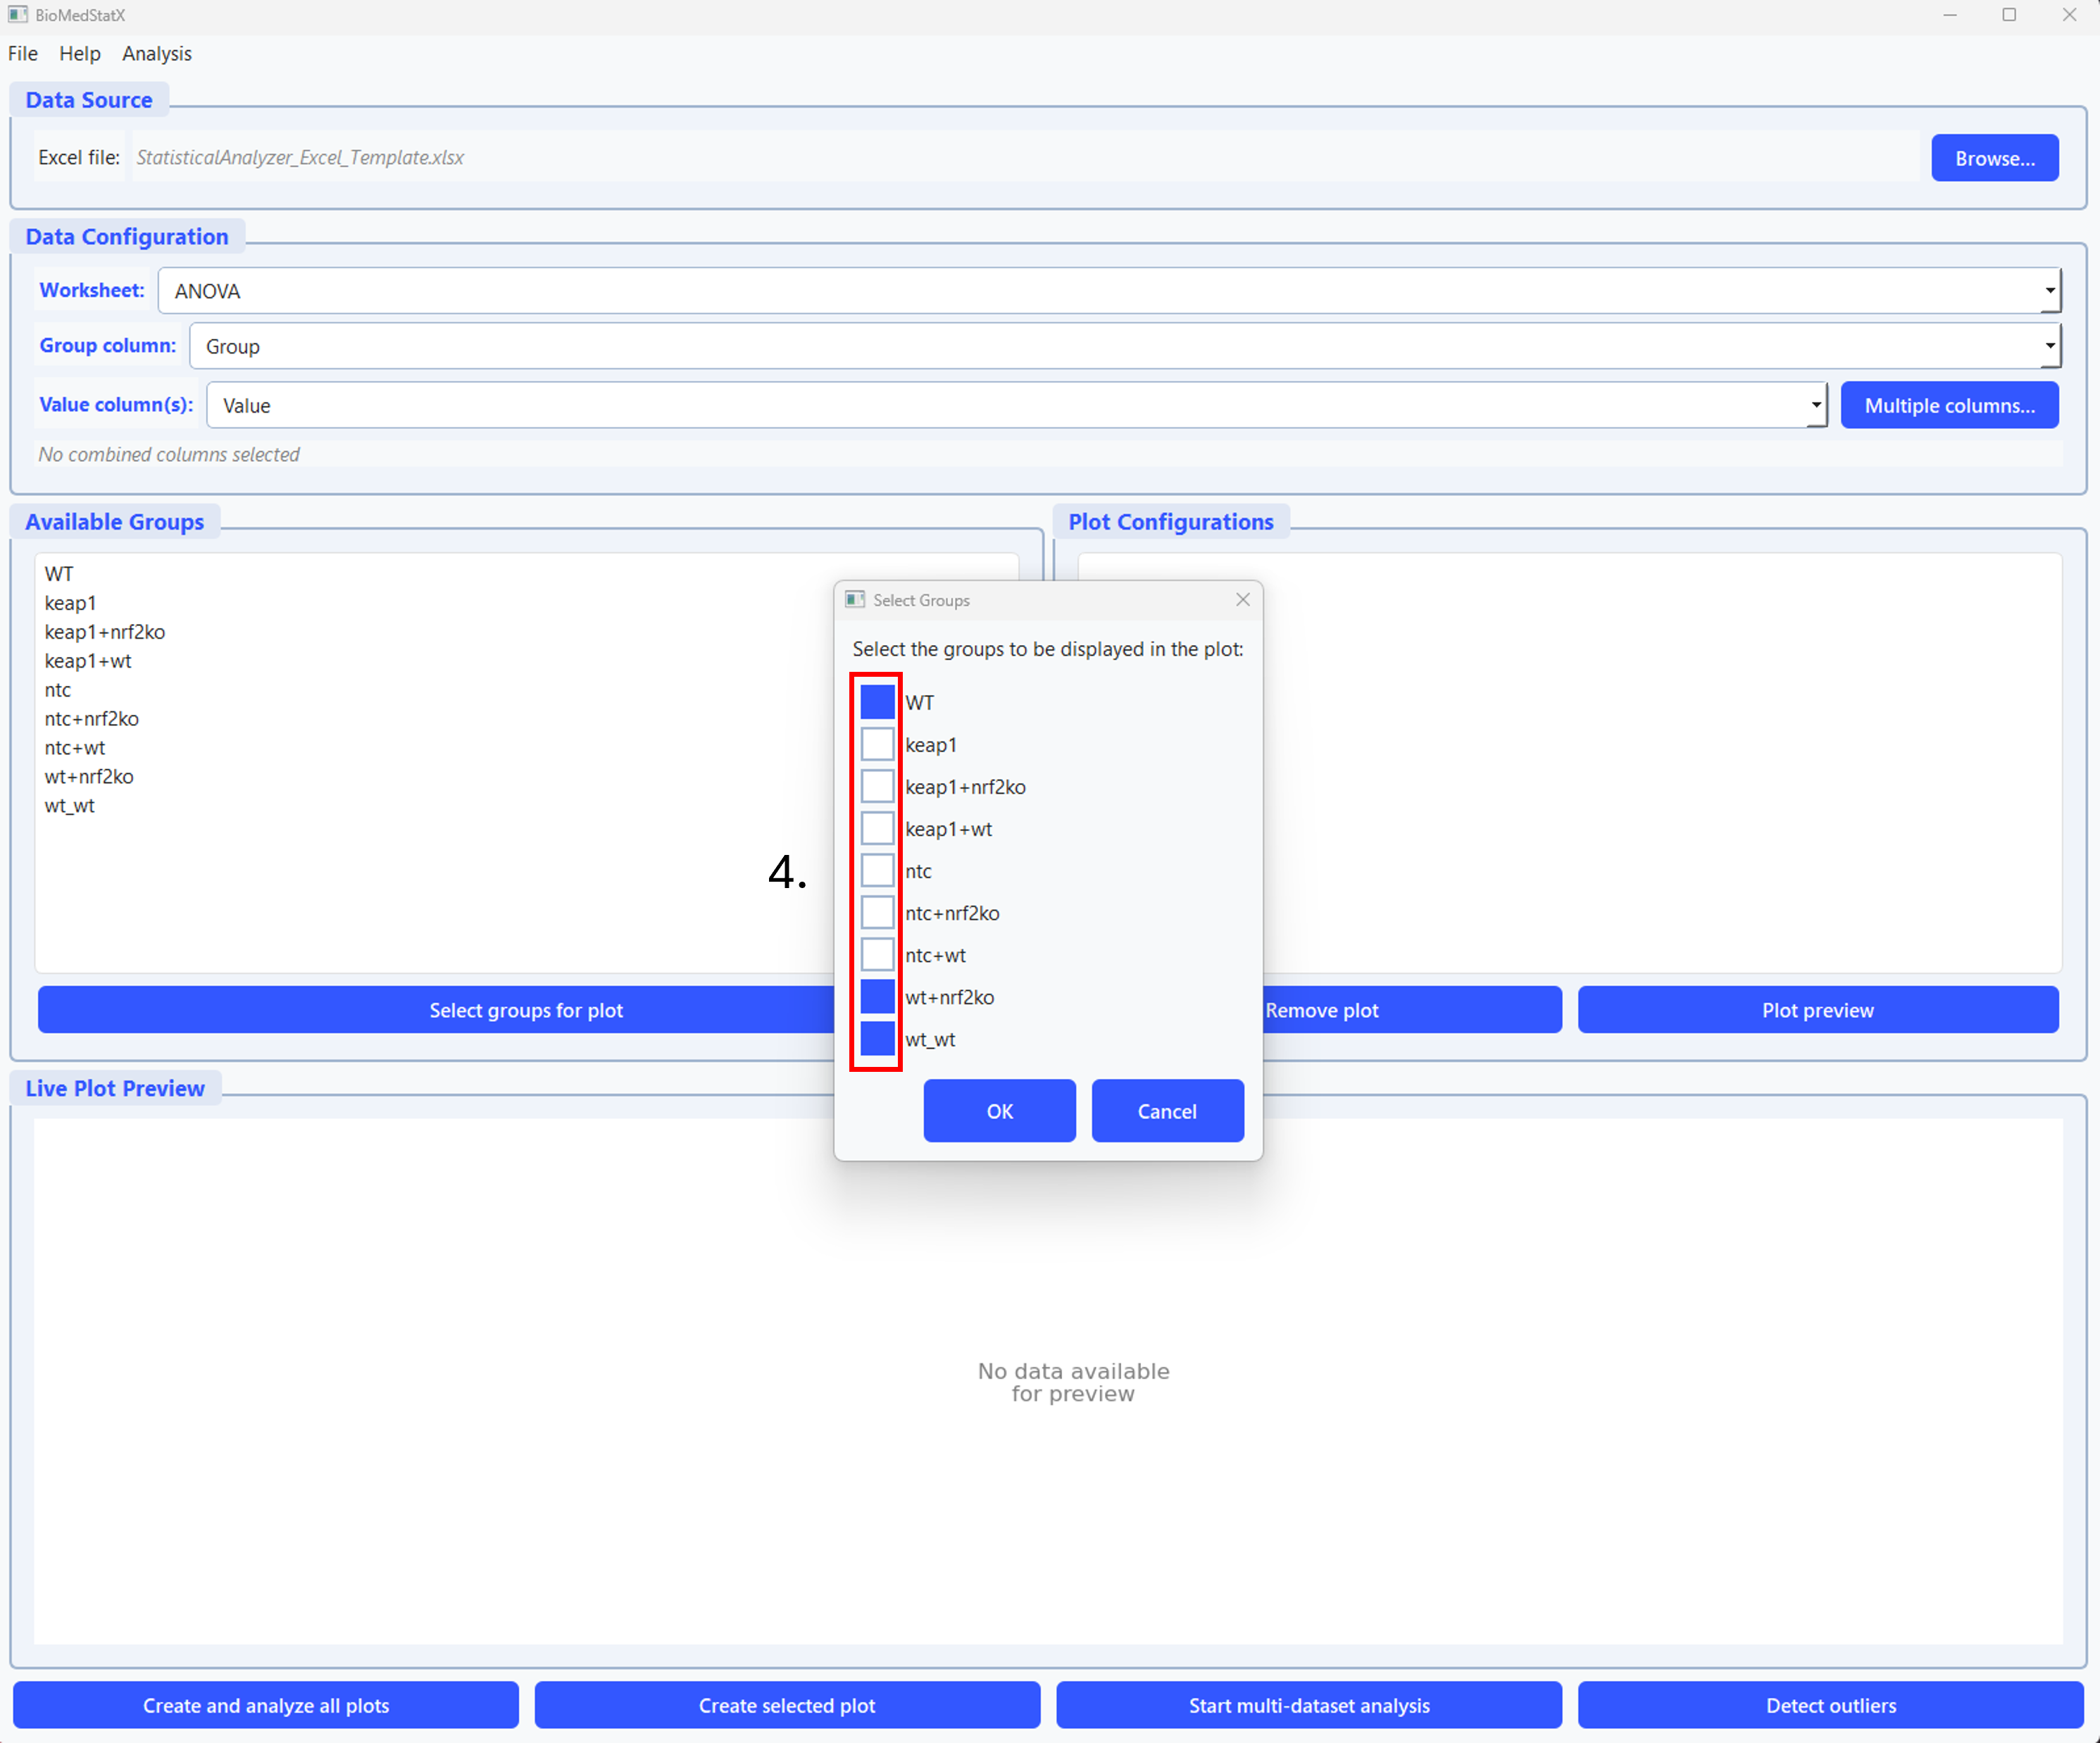 BioMedStatX
File Help Analysis
Data Source
Excel file: StatisticalAnalyzer_Excel_Template.xlsx Browse...
Data Configuration
Worksheet: ANOVA
Group column: Group
Value column(s): Value Multiple columns...
No combined columns selected
Available Groups
WT
keap1
keap1+nrf2ko
keap1+wt
ntc
ntc+nrf2ko
ntc+wt
wt+nrf2ko
wt_wt
Select groups for plot
Plot Configurations
Remove plot Plot preview
4.
Select Groups
Select the groups to be displayed in the plot:
WT
keap1
keap1+nrf2ko
keap1+wt
ntc
ntc+nrf2ko
ntc+wt
wt+nrf2ko
wt_wt
OK Cancel
Live Plot Preview
No data available
for preview
Create and analyze all plots Create selected plot Start multi-dataset analysis Detect outliers